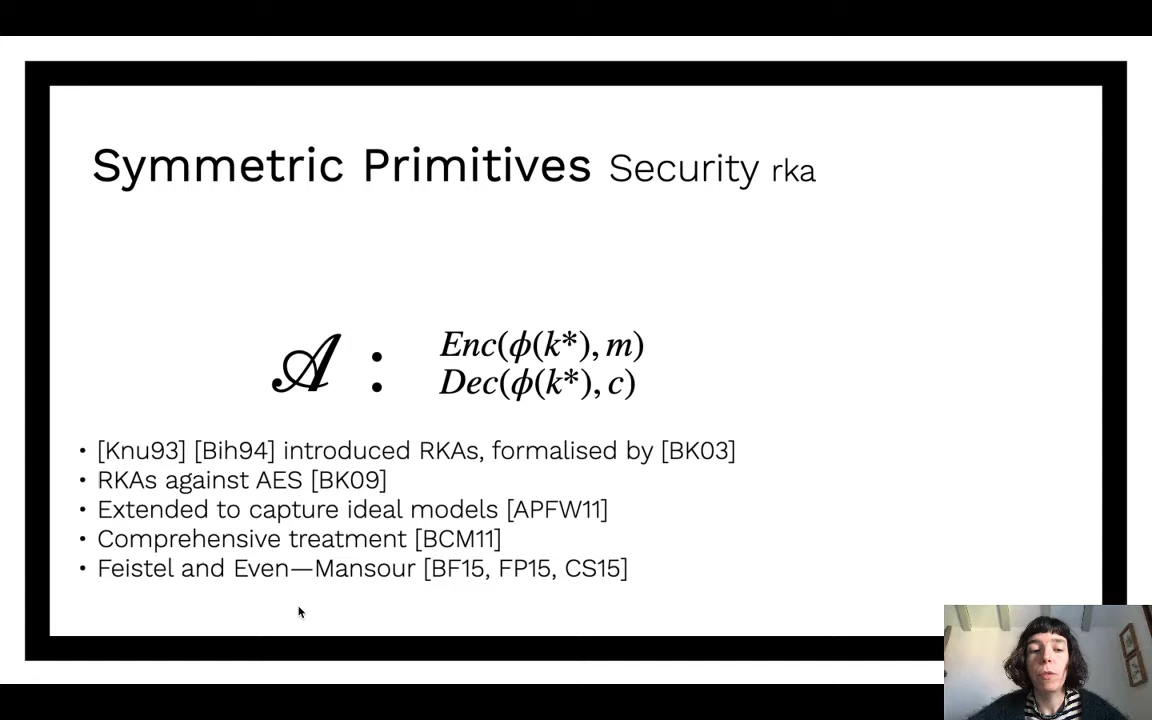 Symmetric Primitives Security rka
𝒜 : Enc(ϕ(k*), m)
Dec(ϕ(k*), c)
• [Knu93] [Bih94] introduced RKAs, formalised by [BK03]
• RKAs against AES [BK09]
• Extended to capture ideal models [APFW11]
• Comprehensive treatment [BCM11]
• Feistel and Even—Mansour [BF15, FP15, CS15]